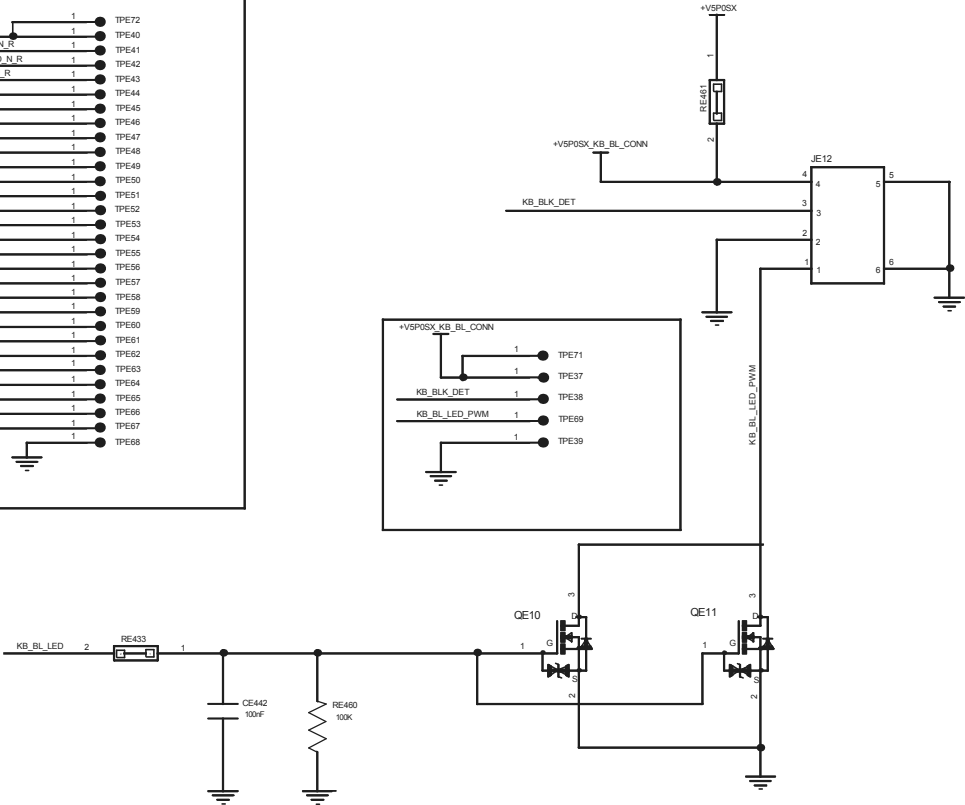 1 TPE72
1 TPE40
N_R 1 TPE41
_N_R 1 TPE42
_R 1 TPE43
1 TPE44
1 TPE45
1 TPE46
1 TPE47
1 TPE48
1 TPE49
1 TPE50
1 TPE51
1 TPE52
1 TPE53
1 TPE54
1 TPE55
1 TPE56
1 TPE57
1 TPE58
1 TPE59
1 TPE60
1 TPE61
1 TPE62
1 TPE63
1 TPE64
1 TPE65
1 TPE66
1 TPE67
1 TPE68
+V5P0SX
1
RE461
2
+V5P0SX_KB_BL_CONN
JE12
4 4 5 5
KB_BLK_DET 3 3
2 2
1 1 6 6
+V5P0SX_KB_BL_CONN
1 TPE71
1 TPE37
KB_BLK_DET 1 TPE38
KB_BL_LED_PWM 1 TPE69
1 TPE39
KB_BL_LED_PWM
KB_BL_LED 2 RE433 1
CE442
100nF
RE460
100K
QE10
3
D
1 G
S
2
QE11
3
D
1 G
S
2